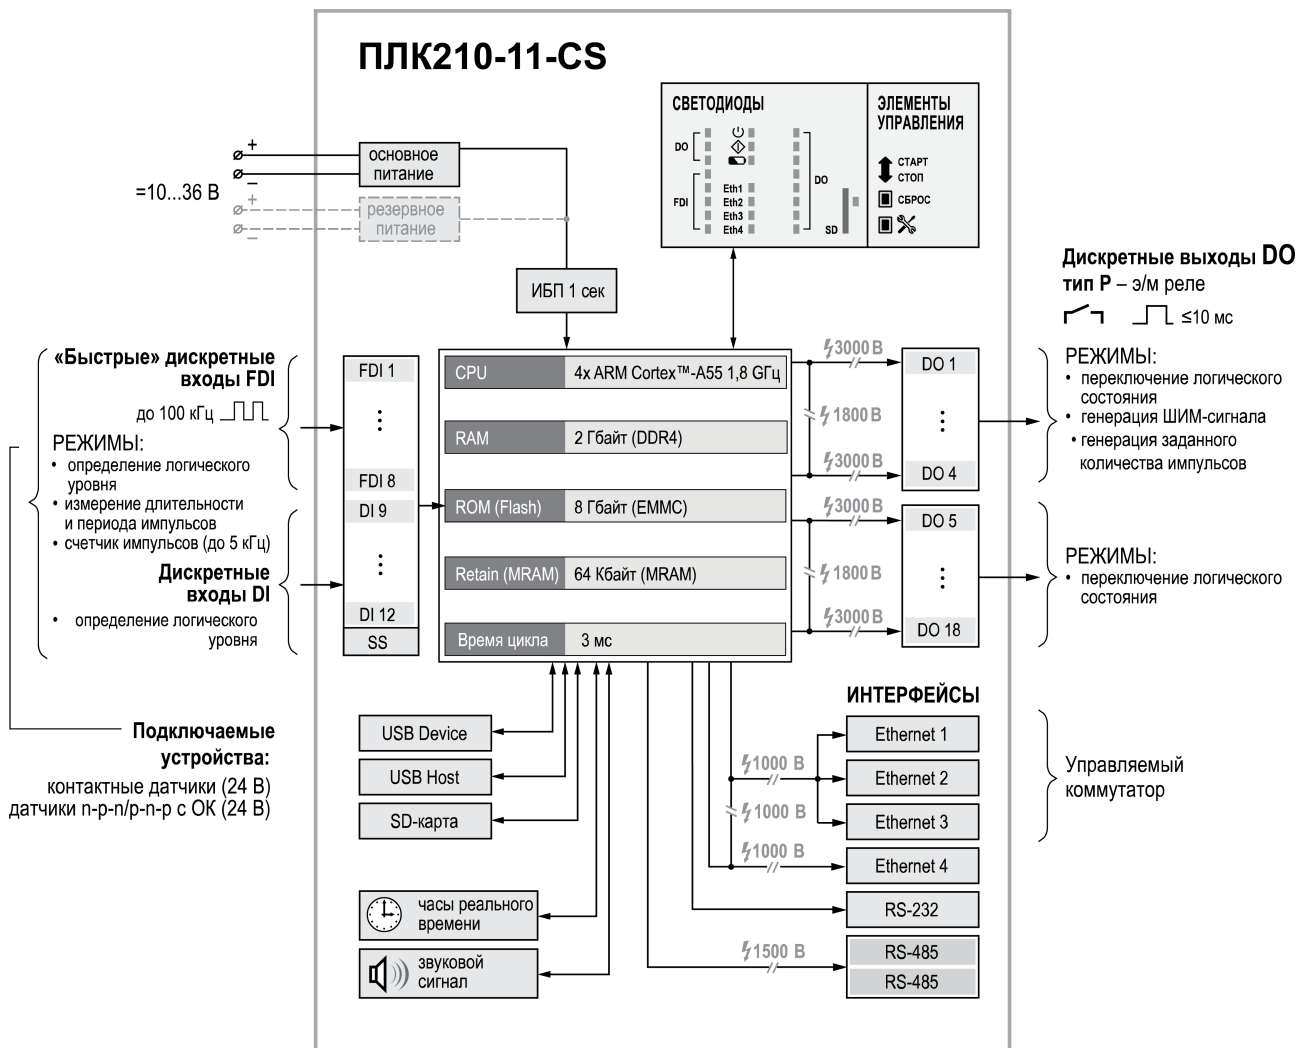 ПЛК210-11-CS
СВЕТОДИОДЫ
DO
FDI
Eth1
Eth2
Eth3
Eth4
DO
SD
ЭЛЕМЕНТЫ
УПРАВЛЕНИЯ
СТАРТ
СТОП
СБРОС
=10...36 В
+
−
+
−
основное
питание
резервное
питание
ИБП 1 сек
«Быстрые» дискретные
входы FDI
до 100 кГц
РЕЖИМЫ:
• определение логического
уровня
• измерение длительности
и периода импульсов
• счетчик импульсов (до 5 кГц)
Дискретные
входы DI
• определение логического
уровня
Подключаемые
устройства:
контактные датчики (24 В)
датчики n-p-n/p-n-p с ОК (24 В)
FDI 1
FDI 8
DI 9
DI 12
SS
CPU 4x ARM Cortex™-A55 1,8 GГц
RAM 2 Гбайт (DDR4)
ROM (Flash) 8 Гбайт (EMMC)
Retain (MRAM) 64 Кбайт (MRAM)
Время цикла 3 мс
3000 В
1800 В
3000 В
3000 В
1800 В
3000 В
DO 1
DO 4
DO 5
DO 18
Дискретные выходы DO
тип Р – э/м реле
≤10 мс
РЕЖИМЫ:
• переключение логического
состояния
• генерация ШИМ-сигнала
• генерация заданного
количества импульсов
РЕЖИМЫ:
• переключение логического
состояния
USB Device
USB Host
SD-карта
часы реального
времени
звуковой
сигнал
ИНТЕРФЕЙСЫ
1000 В
1000 В
1000 В
1500 В
Ethernet 1
Ethernet 2
Ethernet 3
Ethernet 4
RS-232
RS-485
RS-485
Управляемый
коммутатор